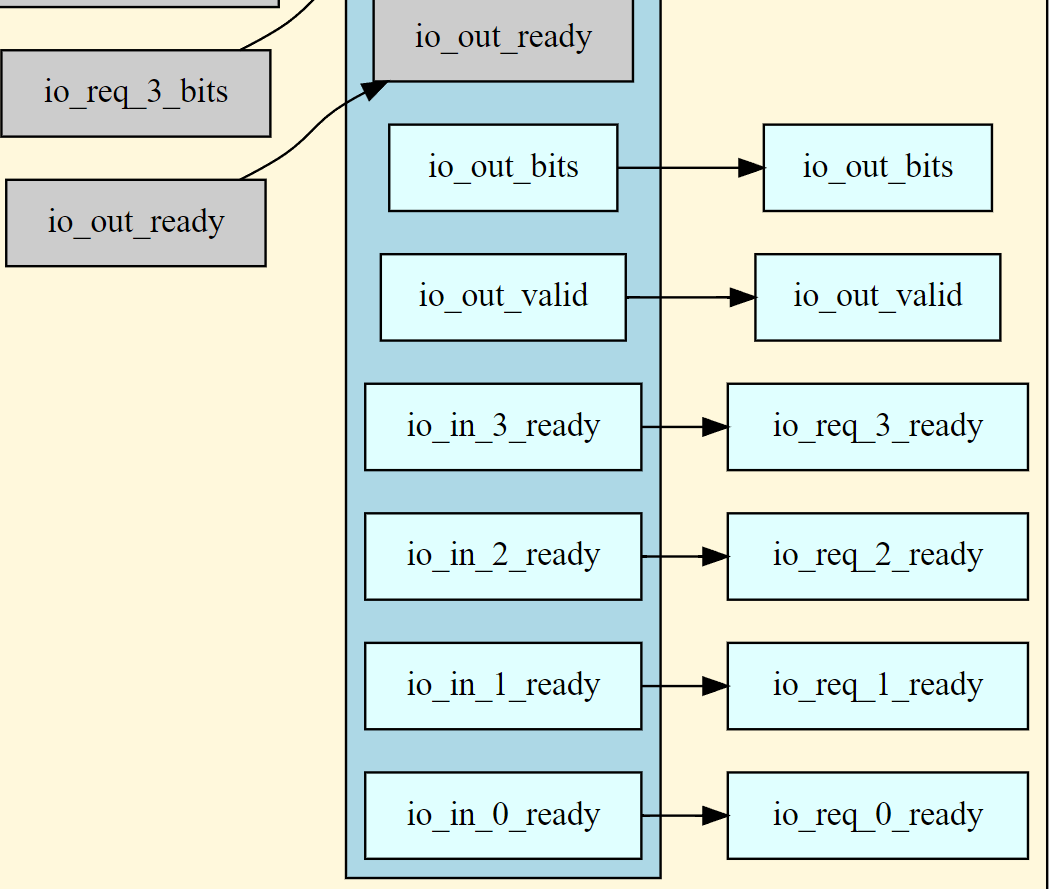 io_out_ready
io_req_3_bits
io_out_ready
io_out_bits
io_out_bits
io_out_valid
io_out_valid
io_in_3_ready
io_req_3_ready
io_in_2_ready
io_req_2_ready
io_in_1_ready
io_req_1_ready
io_in_0_ready
io_req_0_ready